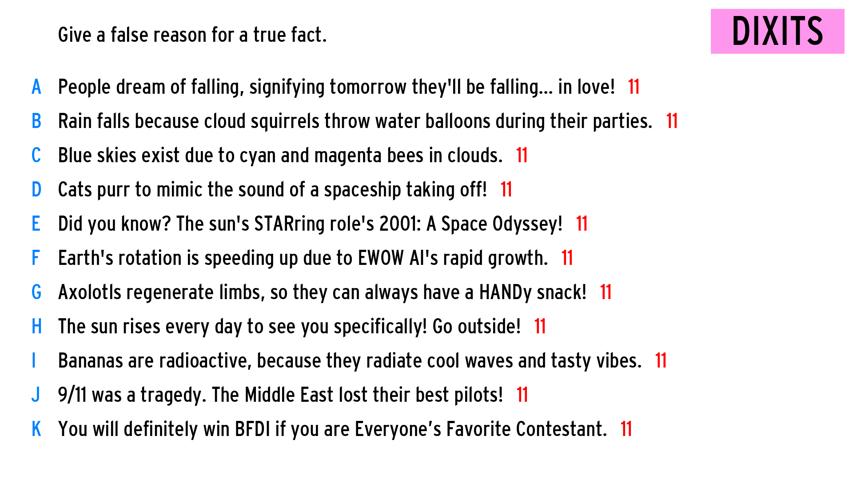 Give a false reason for a true fact.
DIXITS
A People dream of falling, signifying tomorrow they'll be falling... in love! 11
B Rain falls because cloud squirrels throw water balloons during their parties. 11
C Blue skies exist due to cyan and magenta bees in clouds. 11
D Cats purr to mimic the sound of a spaceship taking off! 11
E Did you know? The sun's STARring role's 2001: A Space Odyssey! 11
F Earth's rotation is speeding up due to EWOW AI's rapid growth. 11
G Axolotls regenerate limbs, so they can always have a HANDy snack! 11
H The sun rises every day to see you specifically! Go outside! 11
I Bananas are radioactive, because they radiate cool waves and tasty vibes. 11
J 9/11 was a tragedy. The Middle East lost their best pilots! 11
K You will definitely win BFDI if you are Everyone’s Favorite Contestant. 11